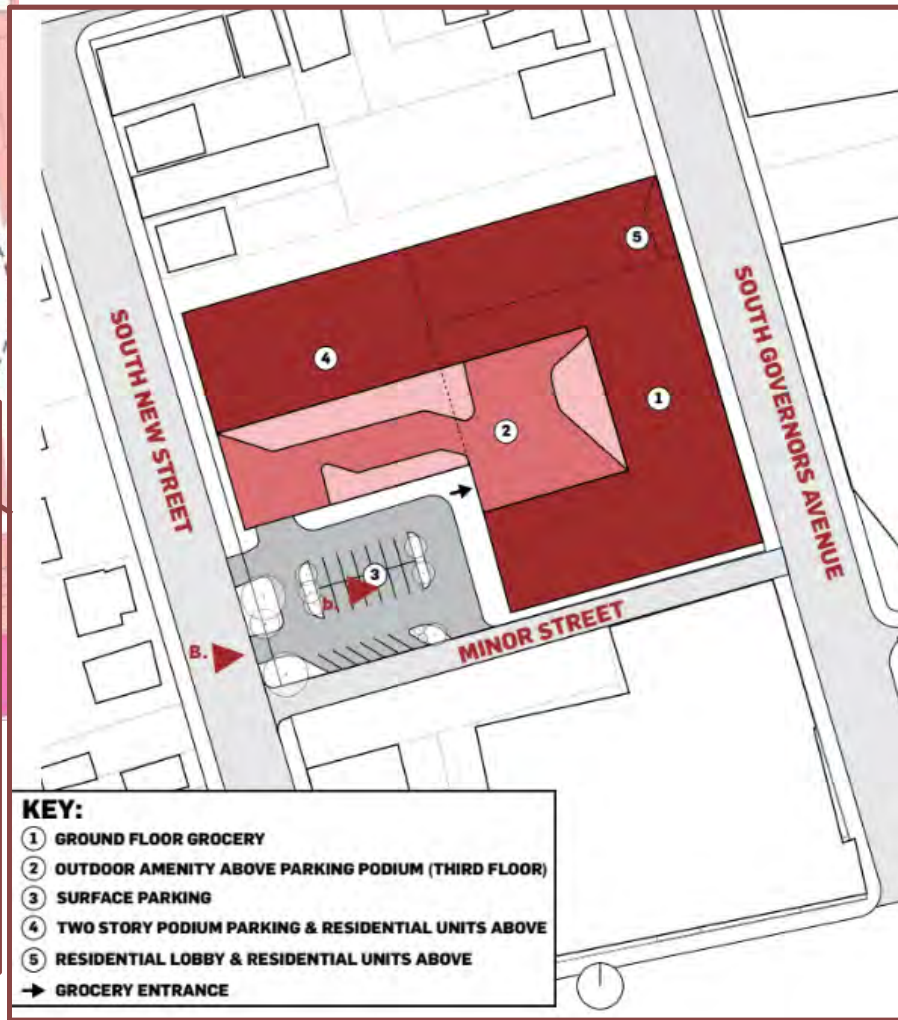 5
SOUTH NEW STREET
SOUTH GOVERNORS AVENUE
4
1
2
3
b.
B.
MINOR STREET
KEY:
1 GROUND FLOOR GROCERY
2 OUTDOOR AMENITY ABOVE PARKING PODIUM (THIRD FLOOR)
3 SURFACE PARKING
4 TWO STORY PODIUM PARKING & RESIDENTIAL UNITS ABOVE
5 RESIDENTIAL LOBBY & RESIDENTIAL UNITS ABOVE
→ GROCERY ENTRANCE